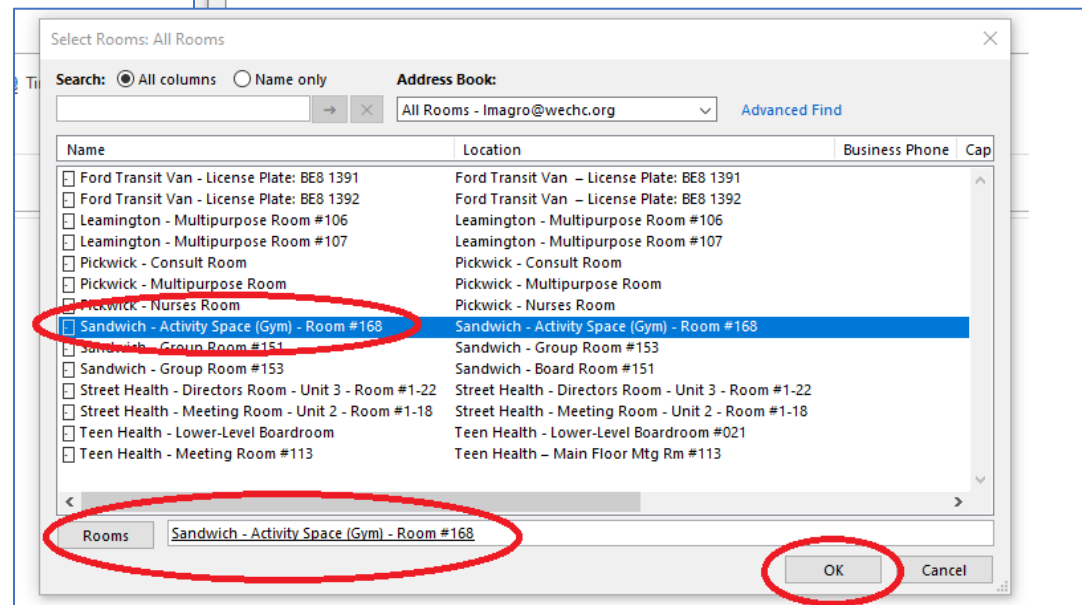 Select Rooms: All Rooms
Ti
Search: All columns Name only Address Book:
All Rooms - lmagro@wechc.org Advanced Find
Name Location Business Phone Cap
Ford Transit Van - License Plate: BE8 1391 Ford Transit Van – License Plate: BE8 1391
Ford Transit Van - License Plate: BE8 1392 Ford Transit Van – License Plate: BE8 1392
Leamington - Multipurpose Room #106 Leamington - Multipurpose Room #106
Leamington - Multipurpose Room #107 Leamington - Multipurpose Room #107
Pickwick - Consult Room Pickwick - Consult Room
Pickwick - Multipurpose Room Pickwick - Multipurpose Room
Pickwick - Nurses Room Pickwick - Nurses Room
Sandwich - Activity Space (Gym) - Room #168 Sandwich - Activity Space (Gym) - Room #168
Sandwich - Group Room #151 Sandwich - Group Room #153
Sandwich - Group Room #153 Sandwich - Board Room #151
Street Health - Directors Room - Unit 3 - Room #1-22 Street Health - Directors Room - Unit 3 - Room #1-22
Street Health - Meeting Room - Unit 2 - Room #1-18 Street Health - Meeting Room - Unit 2 - Room #1-18
Teen Health - Lower-Level Boardroom Teen Health - Lower-Level Boardroom #021
Teen Health - Meeting Room #113 Teen Health – Main Floor Mtg Rm #113
Rooms Sandwich - Activity Space (Gym) - Room #168
OK Cancel